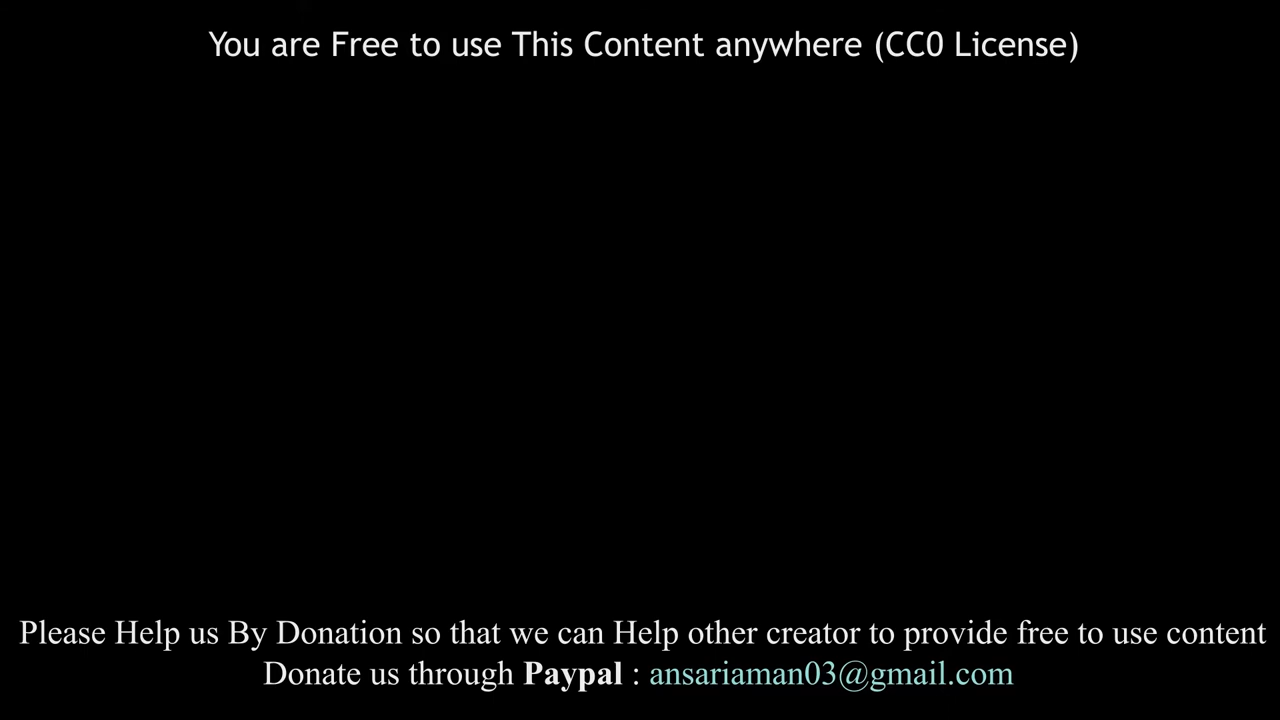 You are Free to use This Content anywhere (CC0 License)
Please Help us By Donation so that we can Help other creator to provide free to use content
Donate us through Paypal : ansariaman03@gmail.com